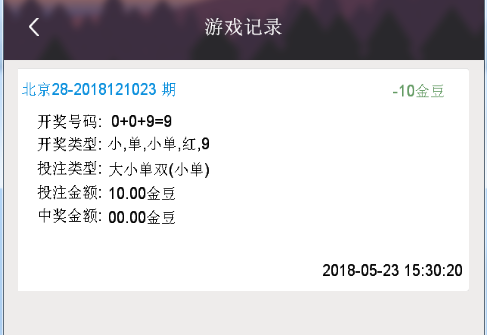 游戏记录
北京28-2018121023 期
-10金豆
开奖号码: 0+0+9=9
开奖类型: 小,单,小单,红,9
投注类型: 大小单双(小单)
投注金额: 10.00金豆
中奖金额: 00.00金豆
2018-05-23 15:30:20